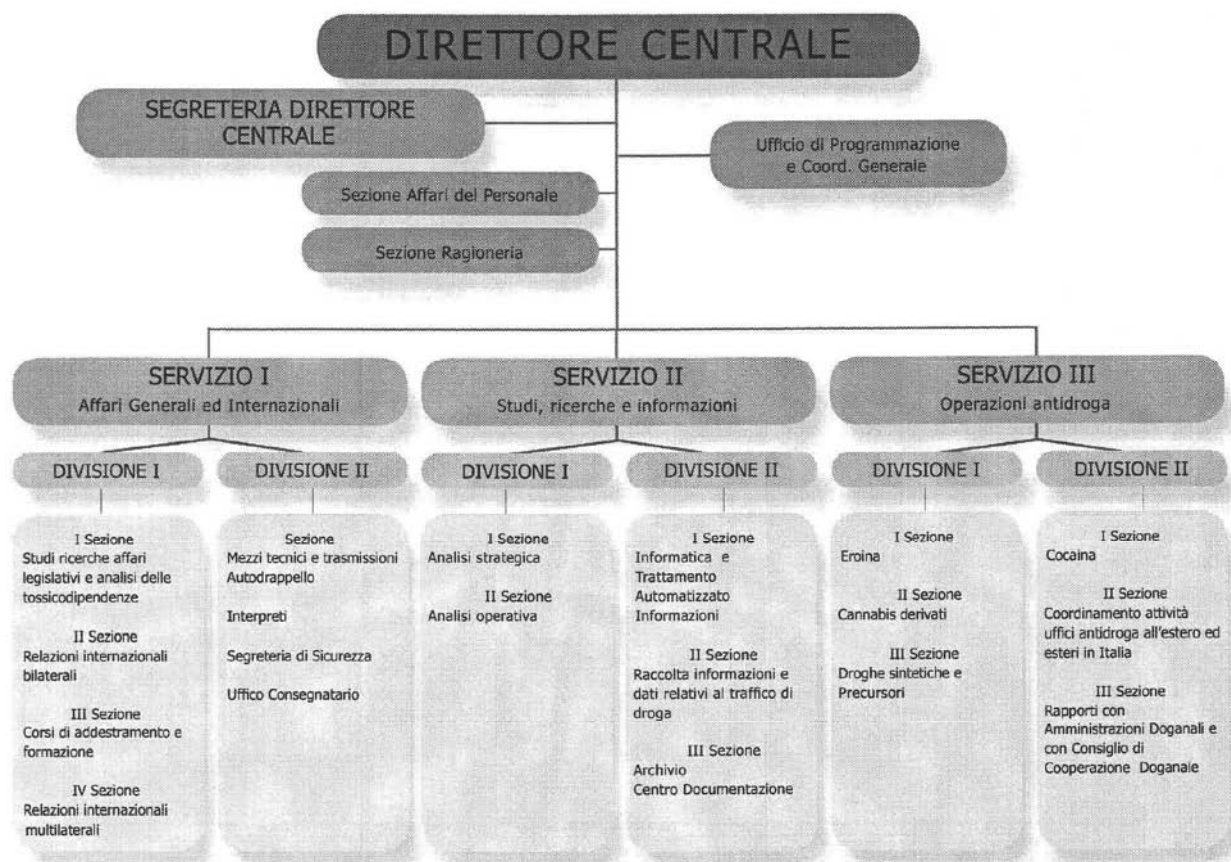 DIRETTORE CENTRALE
SEGRETERIA DIRETTORE
CENTRALE
Ufficio di Programmazione
e Coord. Generale
Sezione Affari del Personale
Sezione Ragioneria
SERVIZIO I
Affari Generali ed Internazionali
SERVIZIO II
Studi, ricerche e informazioni
SERVIZIO III
Operazioni antidroga
DIVISIONE I
DIVISIONE II
DIVISIONE I
DIVISIONE II
DIVISIONE I
DIVISIONE II
I Sezione
Studi ricerche affari
legislativi e analisi delle
tossicodipendenze
II Sezione
Relazioni internazionali
bilaterali
III Sezione
Corsi di addestramento e
formazione
IV Sezione
Relazioni internazionali
multilaterali
Sezione
Mezzi tecnici e trasmissioni
Autodrappello
Interpreti
Segreteria di Sicurezza
Uffico Consegnatario
I Sezione
Analisi strategica
II Sezione
Analisi operativa
I Sezione
Informatica e
Trattamento
Automatizzato
Informazioni
II Sezione
Raccolta informazioni e
dati relativi al traffico di
droga
III Sezione
Archivio
Centro Documentazione
I Sezione
Eroina
II Sezione
Cannabis derivati
III Sezione
Droghe sintetiche e
Precursori
I Sezione
Cocaina
II Sezione
Coordinamento attività
uffici antidroga all'estero ed
esteri in Italia
III Sezione
Rapporti con
Amministrazioni Doganali e
con Consiglio di
Cooperazione Doganale